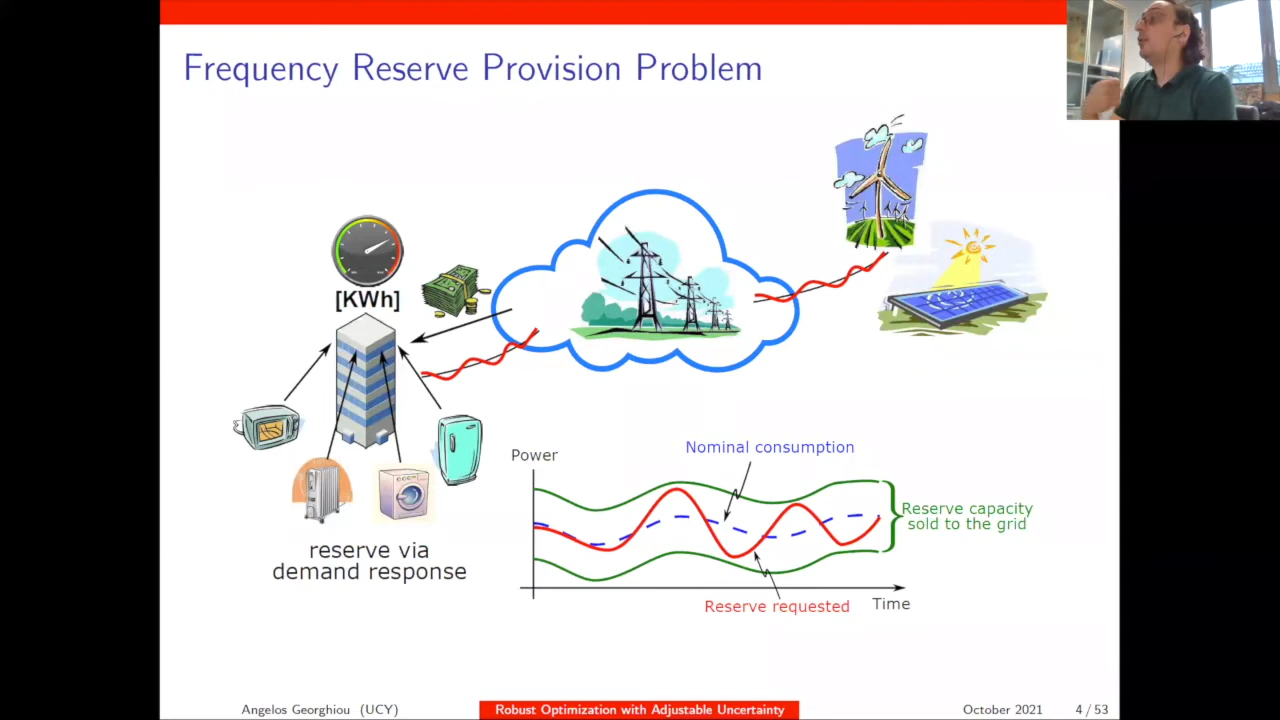 Frequency Reserve Provision Problem
[KWh]
reserve via
demand response
Power
Nominal consumption
Reserve capacity
sold to the grid
Reserve requested
Time
Angelos Georghiou (UCY)
Robust Optimization with Adjustable Uncertainty
October 2021
4 / 53